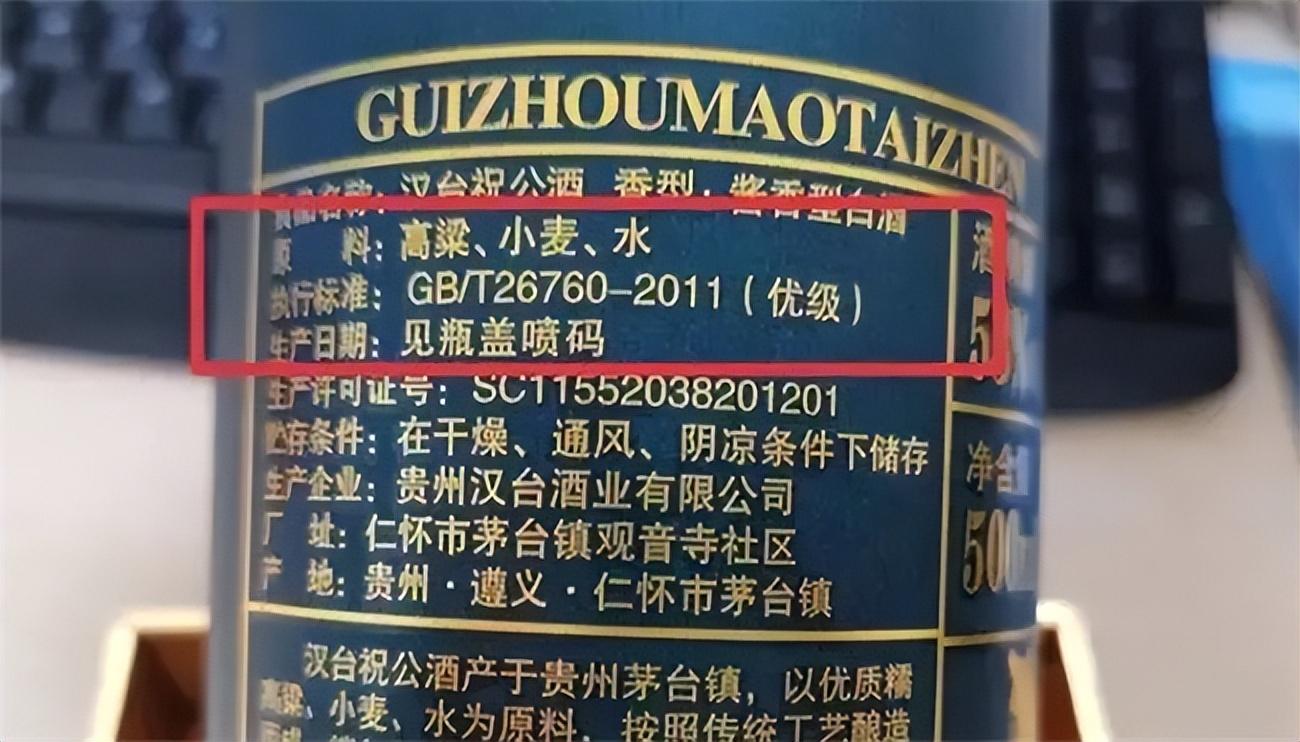 GUIZHOUMAOTAIZHEN
品名称：汉台祝公酒 香型：酱香型白酒
原 料：高粱、小麦、水
执行标准：GB/T26760-2011（优级）
生产日期：见瓶盖喷码
生产许可证号：SC11552038201201
贮存条件：在干燥、通风、阴凉条件下储存
生产企业：贵州汉台酒业有限公司
厂 址：仁怀市茅台镇观音寺社区
产 地：贵州·遵义·仁怀市茅台镇
汉台祝公酒产于贵州茅台镇，以优质糯
高粱、小麦、水为原料，按照传统工艺酿造
酒
净含量
500